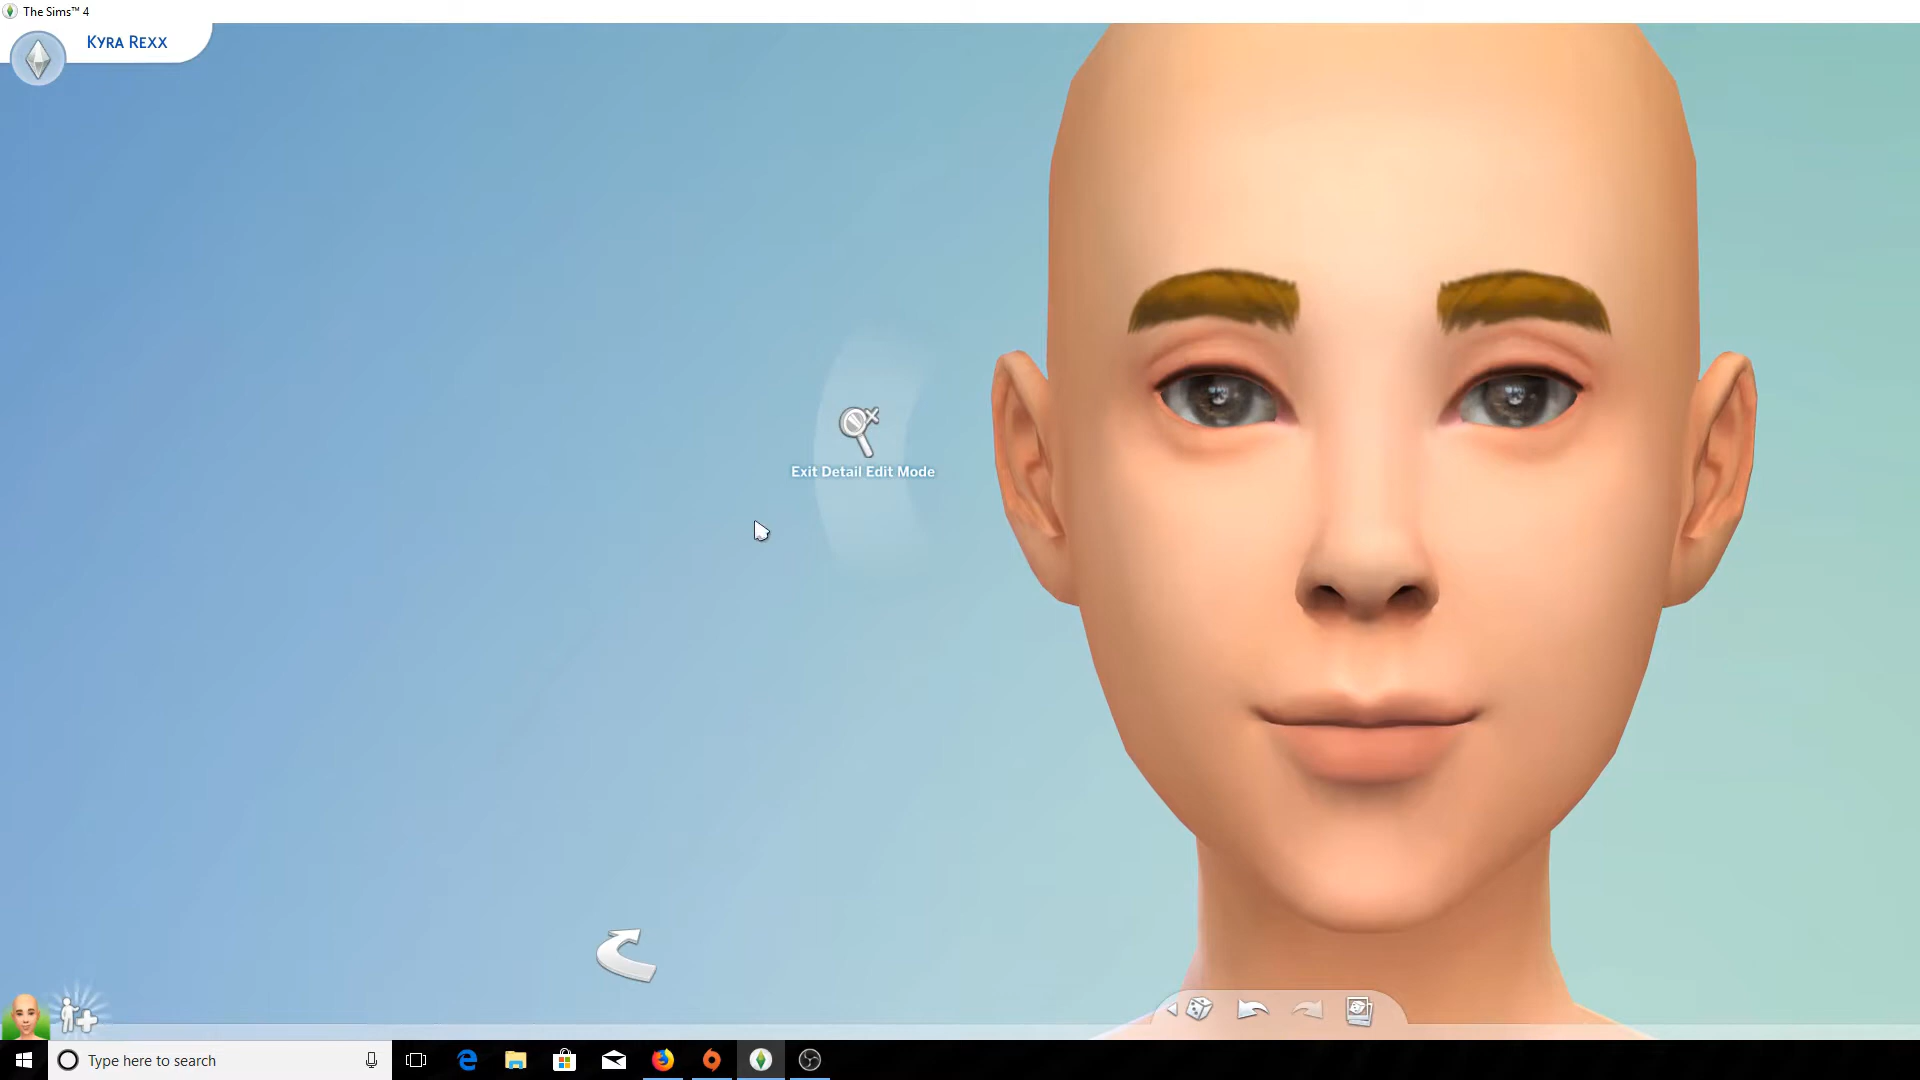 The Sims™ 4
Kyra Rexx
Exit Detail Edit Mode
Type here to search